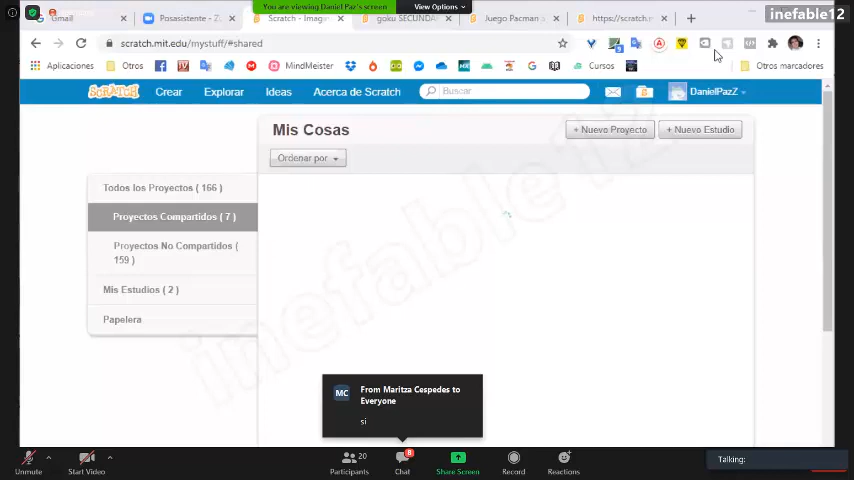 You are viewing Daniel Paz's screen
View Options
inefable12
Gmail
Posasistente - Z
Scratch - Imagin
goku SECUNDAR
Juego Pacman
https://scratch.m
scratch.mit.edu/mystuff/#shared
Aplicaciones
Otros
MindMeister
Cursos
Otros marcadores
SCRATCH
Crear
Explorar
Ideas
Acerca de Scratch
Buscar
DanielPazZ
Mis Cosas
+ Nuevo Proyecto
+ Nuevo Estudio
Ordenar por
Todos los Proyectos ( 166 )
Proyectos Compartidos ( 7 )
Proyectos No Compartidos (
159 )
Mis Estudios ( 2 )
Papelera
inefable12
MC
From Maritza Cespedes to
Everyone
si
Unmute
Start Video
Participants
20
Chat
8
Share Screen
Record
Reactions
Talking: